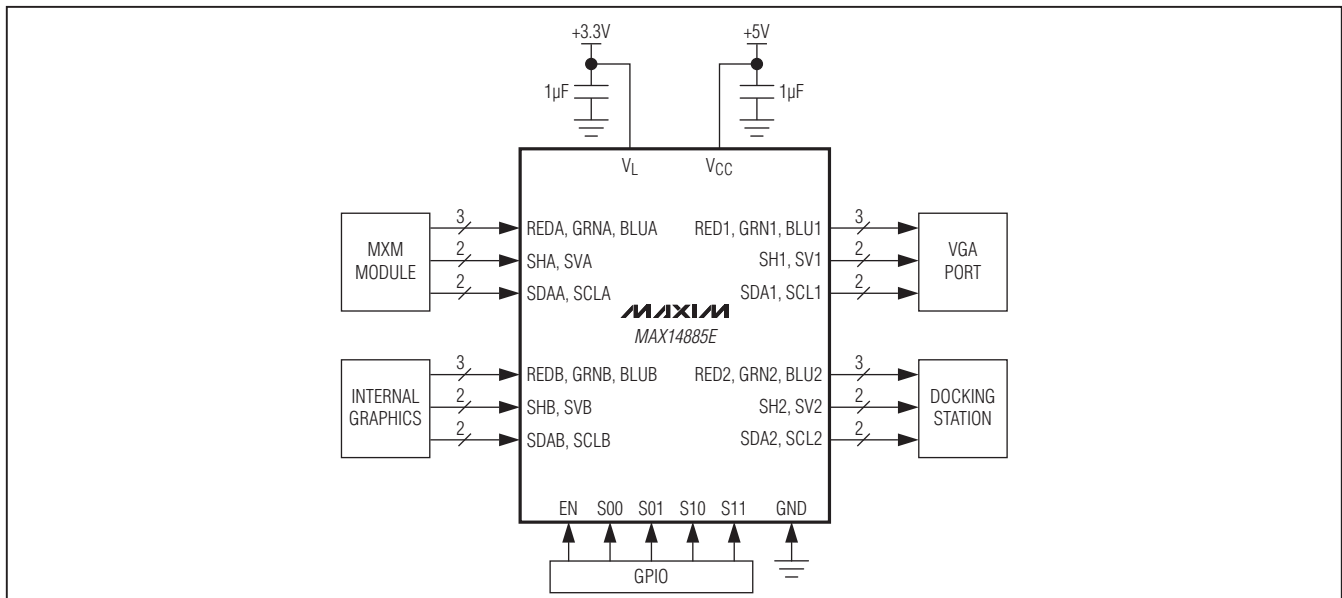 +3.3V
+5V
1µF
1µF
VL
VCC
MXM
MODULE
3
2
2
REDA, GRNA, BLUA
SHA, SVA
SDAA, SCLA
RED1, GRN1, BLU1
SH1, SV1
SDA1, SCL1
3
2
2
VGA
PORT
MAXIM
MAX14885E
INTERNAL
GRAPHICS
3
2
2
REDB, GRNB, BLUB
SHB, SVB
SDAB, SCLB
RED2, GRN2, BLU2
SH2, SV2
SDA2, SCL2
3
2
2
DOCKING
STATION
EN S00 S01 S10 S11 GND
GPIO